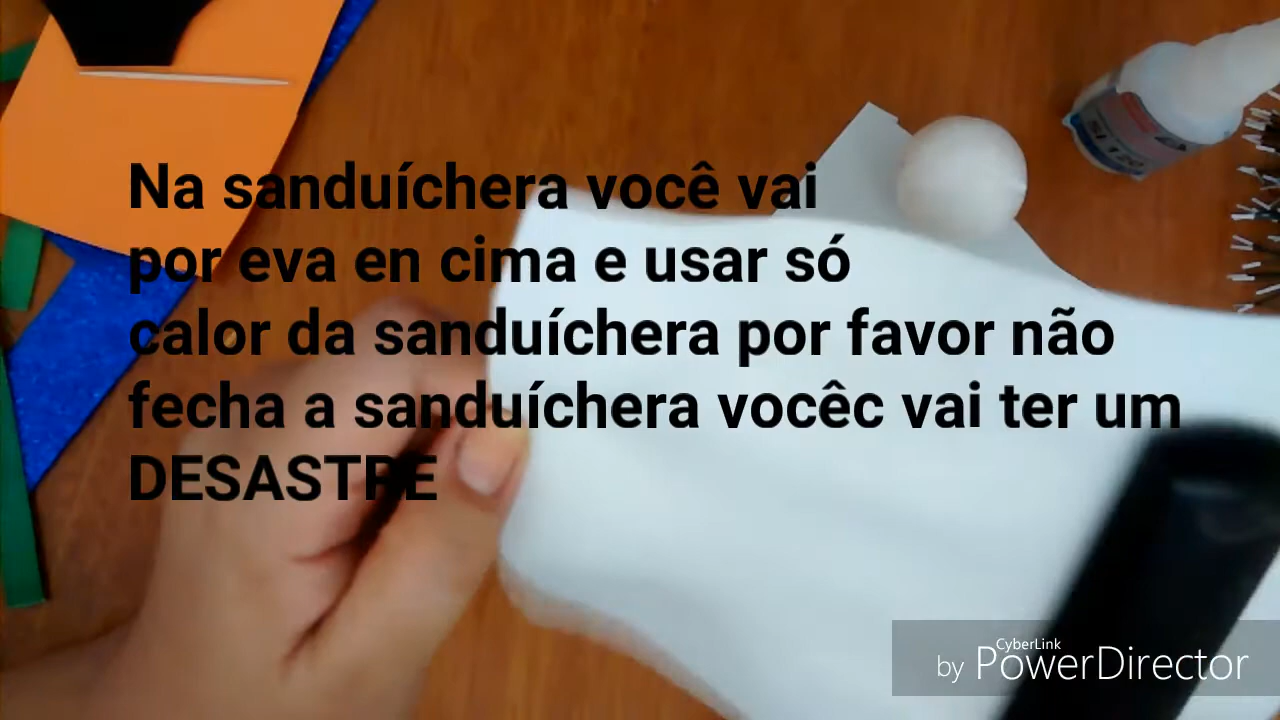 Na sanduíchera você vai
por eva en cima e usar só
calor da sanduíchera por favor não
fecha a sanduíchera vocêc vai ter um
DESASTRE
CyberLink
by PowerDirector